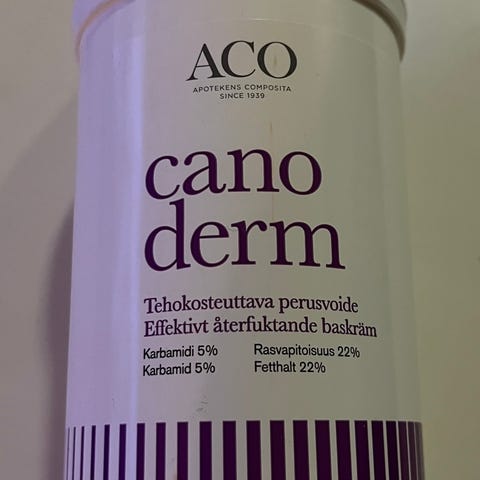 ACO
APOTEKENS COMPOSITA
SINCE 1939
cano
derm
Tehokosteuttava perusvoide
Effektivt återfuktande baskräm
Karbamidi 5% Rasvapitoisuus 22%
Karbamid 5% Fetthalt 22%